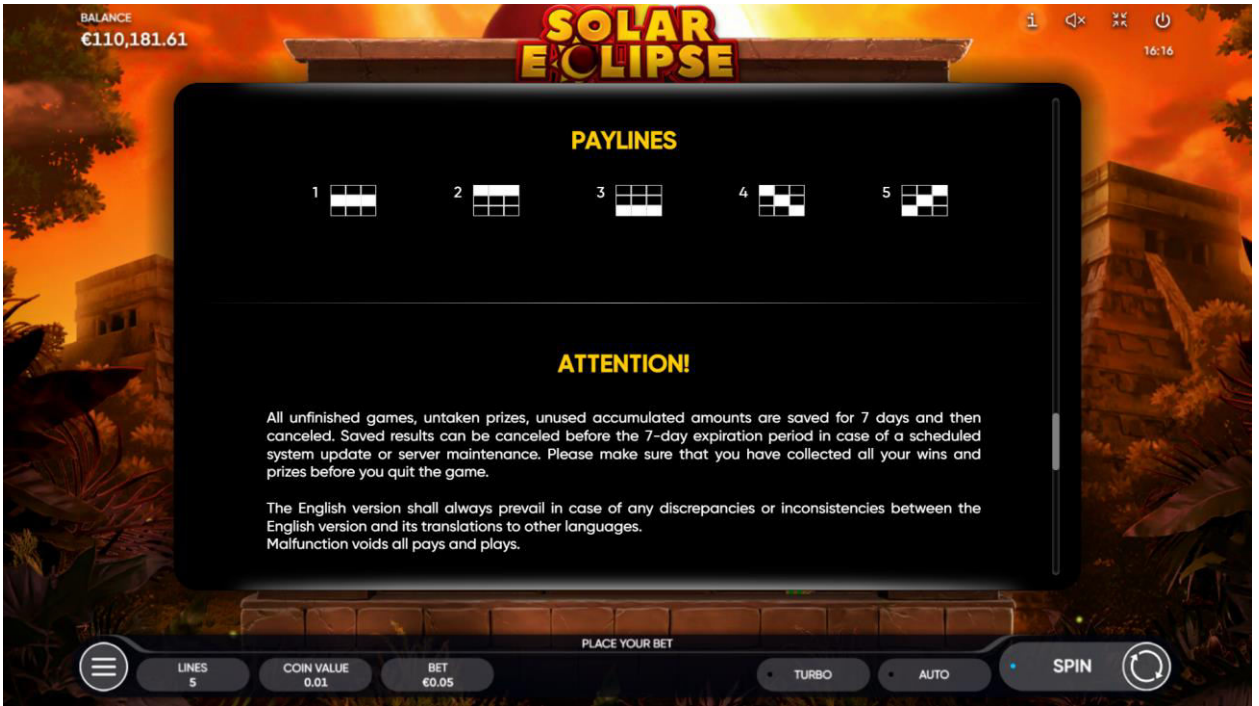 BALANCE
€110,181.61
SOLAR
ECLIPSE
16:16
PAYLINES
1 2 3 4 5
ATTENTION!
All unfinished games, untaken prizes, unused accumulated amounts are saved for 7 days and then
canceled. Saved results can be canceled before the 7-day expiration period in case of a scheduled
system update or server maintenance. Please make sure that you have collected all your wins and
prizes before you quit the game.
The English version shall always prevail in case of any discrepancies or inconsistencies between the
English version and its translations to other languages.
Malfunction voids all pays and plays.
PLACE YOUR BET
LINES
5
COIN VALUE
0.01
BET
€0.05
TURBO
AUTO
SPIN